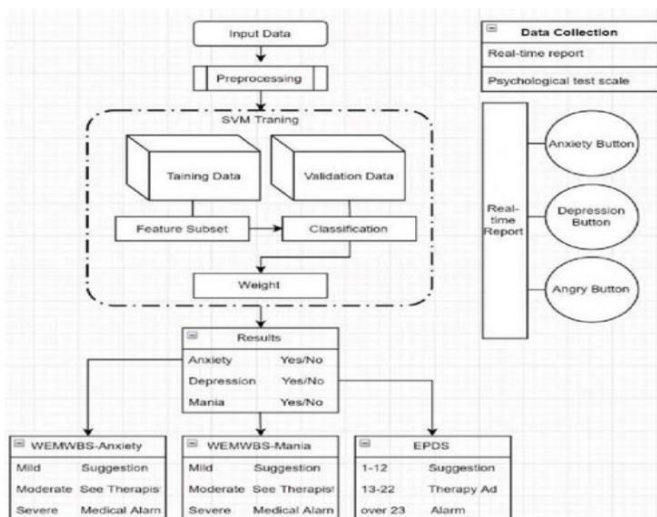 Input Data
Preprocessing
SVM Traning
Taining Data
Validation Data
Feature Subset
Classification
Weight
Results
Anxiety Yes/No
Depression Yes/No
Mania Yes/No
WEMWBS-Anxiety
Mild Suggestion
Moderate See Therapist
Severe Medical Alarm
WEMWBS-Mania
Mild Suggestion
Moderate See Therapist
Severe Medical Alarm
EPDS
1-12 Suggestion
13-22 Therapy Ad
over 23 Alarm
Data Collection
Real-time report
Psychological test scale
Real-
time
Report
Anxiety Button
Depression
Button
Angry Button